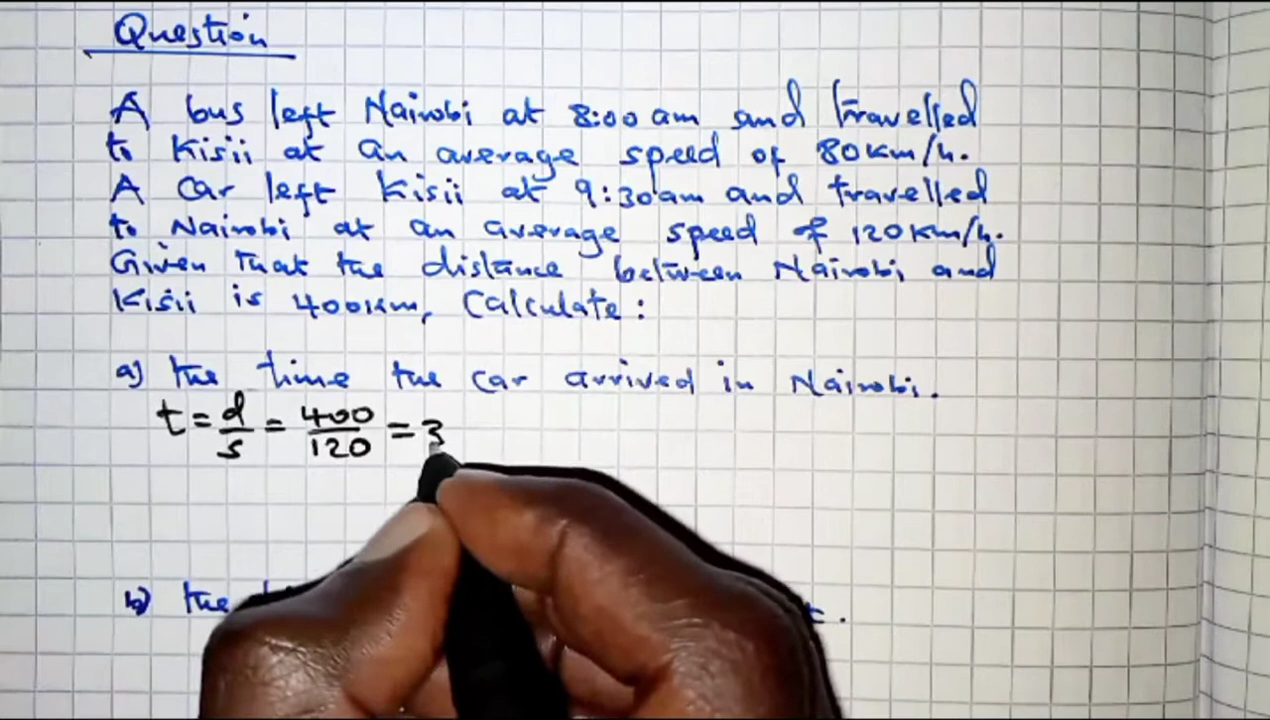 Question
A bus left Nairobi at 8:00 am and travelled
to Kisii at an average speed of 80km/h.
A Car left Kisii at 9:30am and travelled
to Nairobi at an average speed of 120km/h.
Given that the distance between Nairobi and
Kisii is 400km, Calculate:
a) the time the car arrived in Nairobi.
t = d/s = 400/120 = 3
b) the